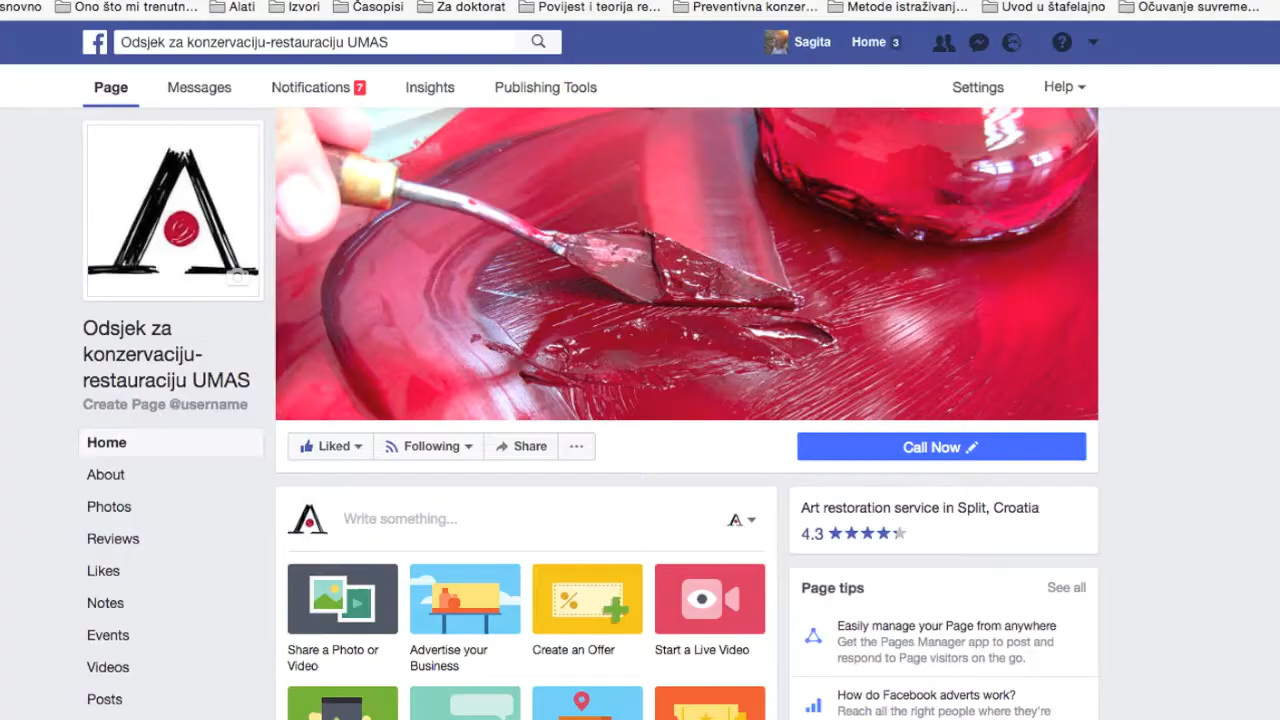 snovno Ono što mi trenutn... Alati Izvori Časopisi Za doktorat Povijest i teorija re... Preventivna konzer... Metode istraživanj... Uvod u štafelajno Očuvanje suvreme...
Odsjek za konzervaciju-restauraciju UMAS Sagita Home 3
Page Messages Notifications 7 Insights Publishing Tools Settings Help
Odsjek za
konzervaciju-
restauraciju UMAS
Create Page @username
Home
About
Photos
Reviews
Likes
Notes
Events
Videos
Posts
Liked Following Share ...
Call Now
Write something...
Share a Photo or
Video
Advertise your
Business
Create an Offer
Start a Live Video
Art restoration service in Split, Croatia
4.3
Page tips See all
Easily manage your Page from anywhere
Get the Pages Manager app to post and
respond to Page visitors on the go.
How do Facebook adverts work?
Reach all the right people where they're